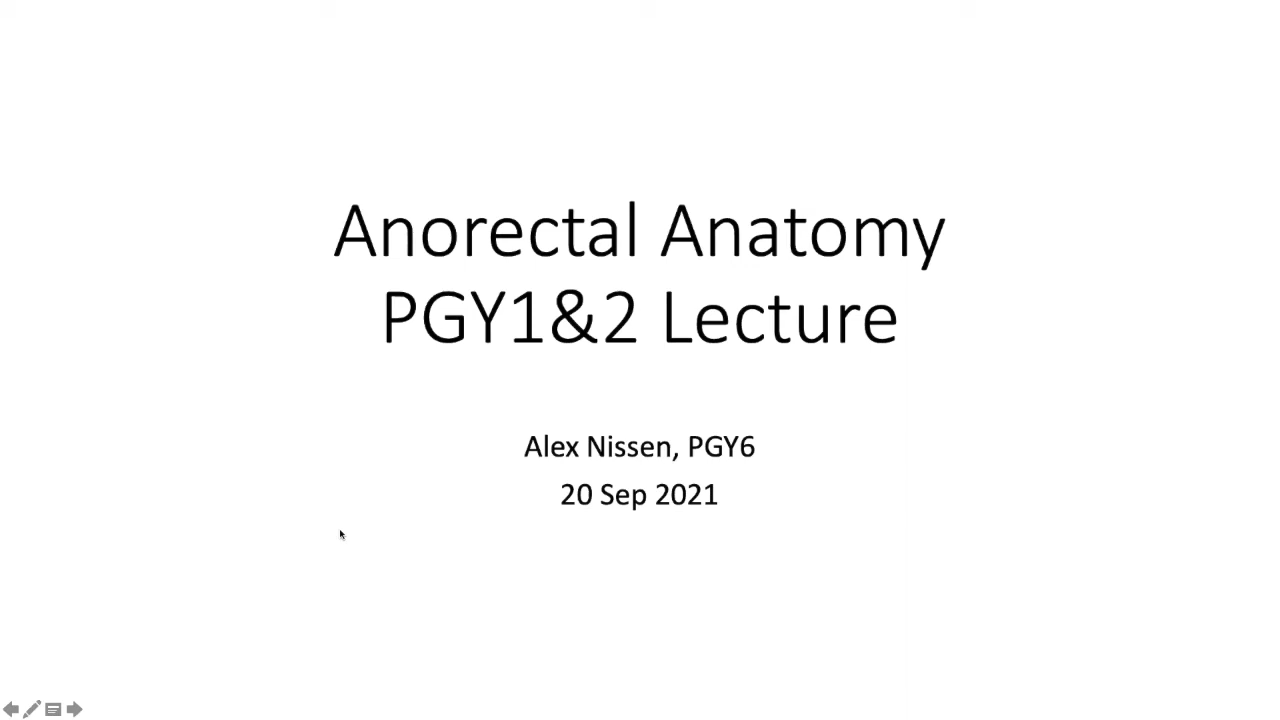 Anorectal Anatomy
PGY1&2 Lecture
Alex Nissen, PGY6
20 Sep 2021